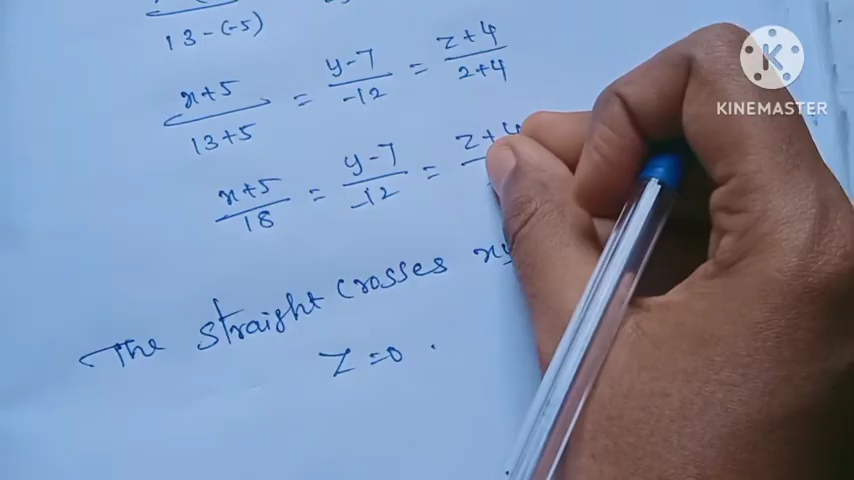 13-(-5)
x+5 / 13+5 = y-7 / -12 = z+4 / 2+4
x+5 / 18 = y-7 / -12 = z+4
The straight crosses xy
z=0
KINEMASTER